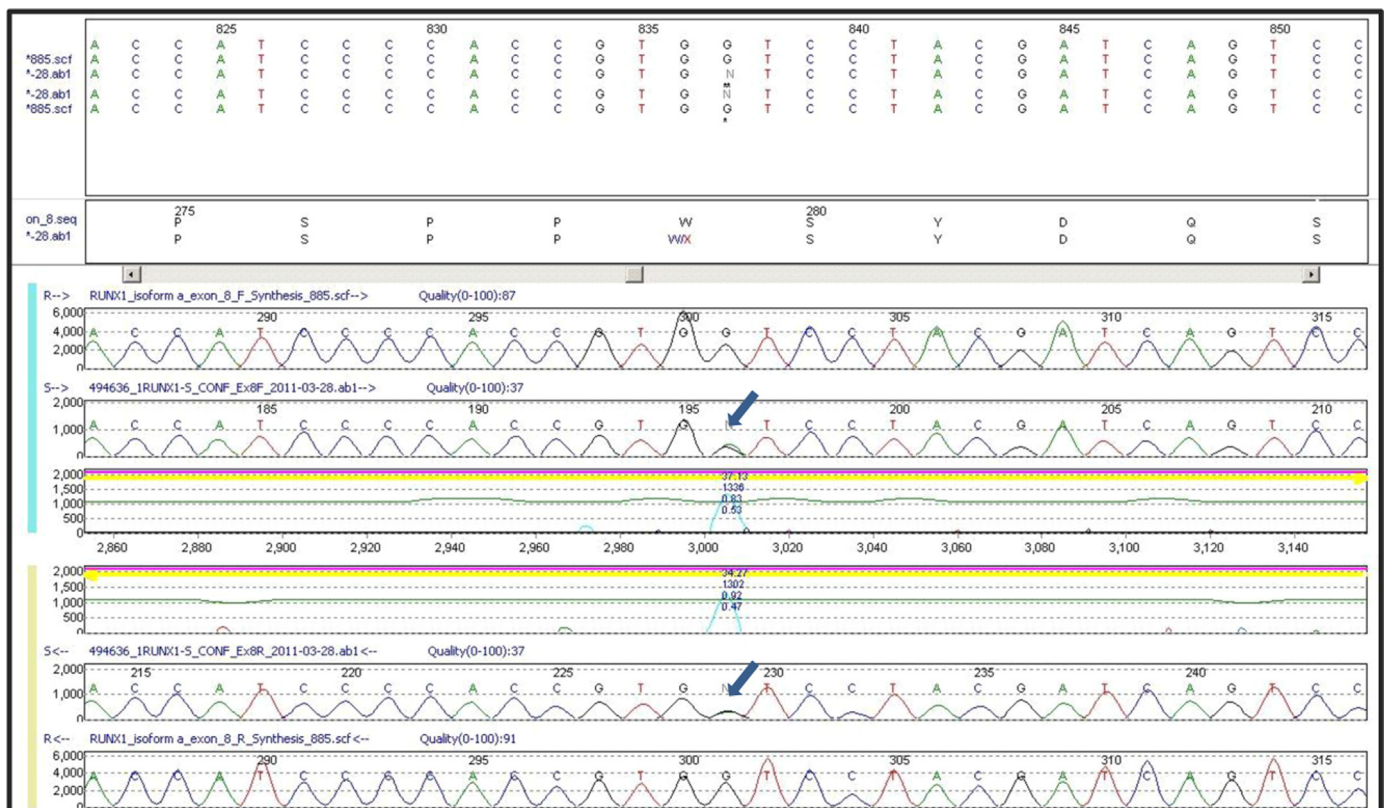 825 830 835 840 845 850
A C C A T C C C C A C C G T G G T C C T A C G A T C A G T C C
*885.scf A C C A T C C C C A C C G T G G T C C T A C G A T C A G T C C
*-28.ab1 A C C A T C C C C A C C G T G N T C C T A C G A T C A G T C C
*-28.ab1 A C C A T C C C C A C C G T G N T C C T A C G A T C A G T C C
*885.scf A C C A T C C C C A C C G T G G T C C T A C G A T C A G T C C
275 280
on_8.seq P S P P W S Y D Q S
*-28.ab1 P S P P W/X S Y D Q S
R--> RUNX1_isoform a_exon_8_F_Synthesis_885.scf--> Quality(0-100):87
6,000 290 295 300 305 310 315
4,000 A C C A T C C C C A C C G T G G T C C T A C G A T C A G T C C
2,000
0
S--> 494636_1RUNX1-S_CONF_Ex8F_2011-03-28.ab1--> Quality(0-100):37
2,000 185 190 195 200 205 210
A C C A T C C C C A C C G T G N T C C T A C G A T C A G T C C
1,000
0
2,000 37.13
1,500 1336
1,000 0.83
500 0.53
0
2,860 2,880 2,900 2,920 2,940 2,960 2,980 3,000 3,020 3,040 3,060 3,080 3,100 3,120 3,140
2,000 34.27
1,500 1302
1,000 0.92
500 0.47
0
S<-- 494636_1RUNX1-S_CONF_Ex8R_2011-03-28.ab1<-- Quality(0-100):37
2,000 215 220 225 230 235 240
A C C A T C C C C A C C G T G N T C C T A C G A T C A G T C C
1,000
0
R<-- RUNX1_isoform a_exon_8_R_Synthesis_885.scf<-- Quality(0-100):91
6,000 290 295 300 305 310 315
4,000 A C C A T C C C C A C C G T G G T C C T A C G A T C A G T C C
2,000